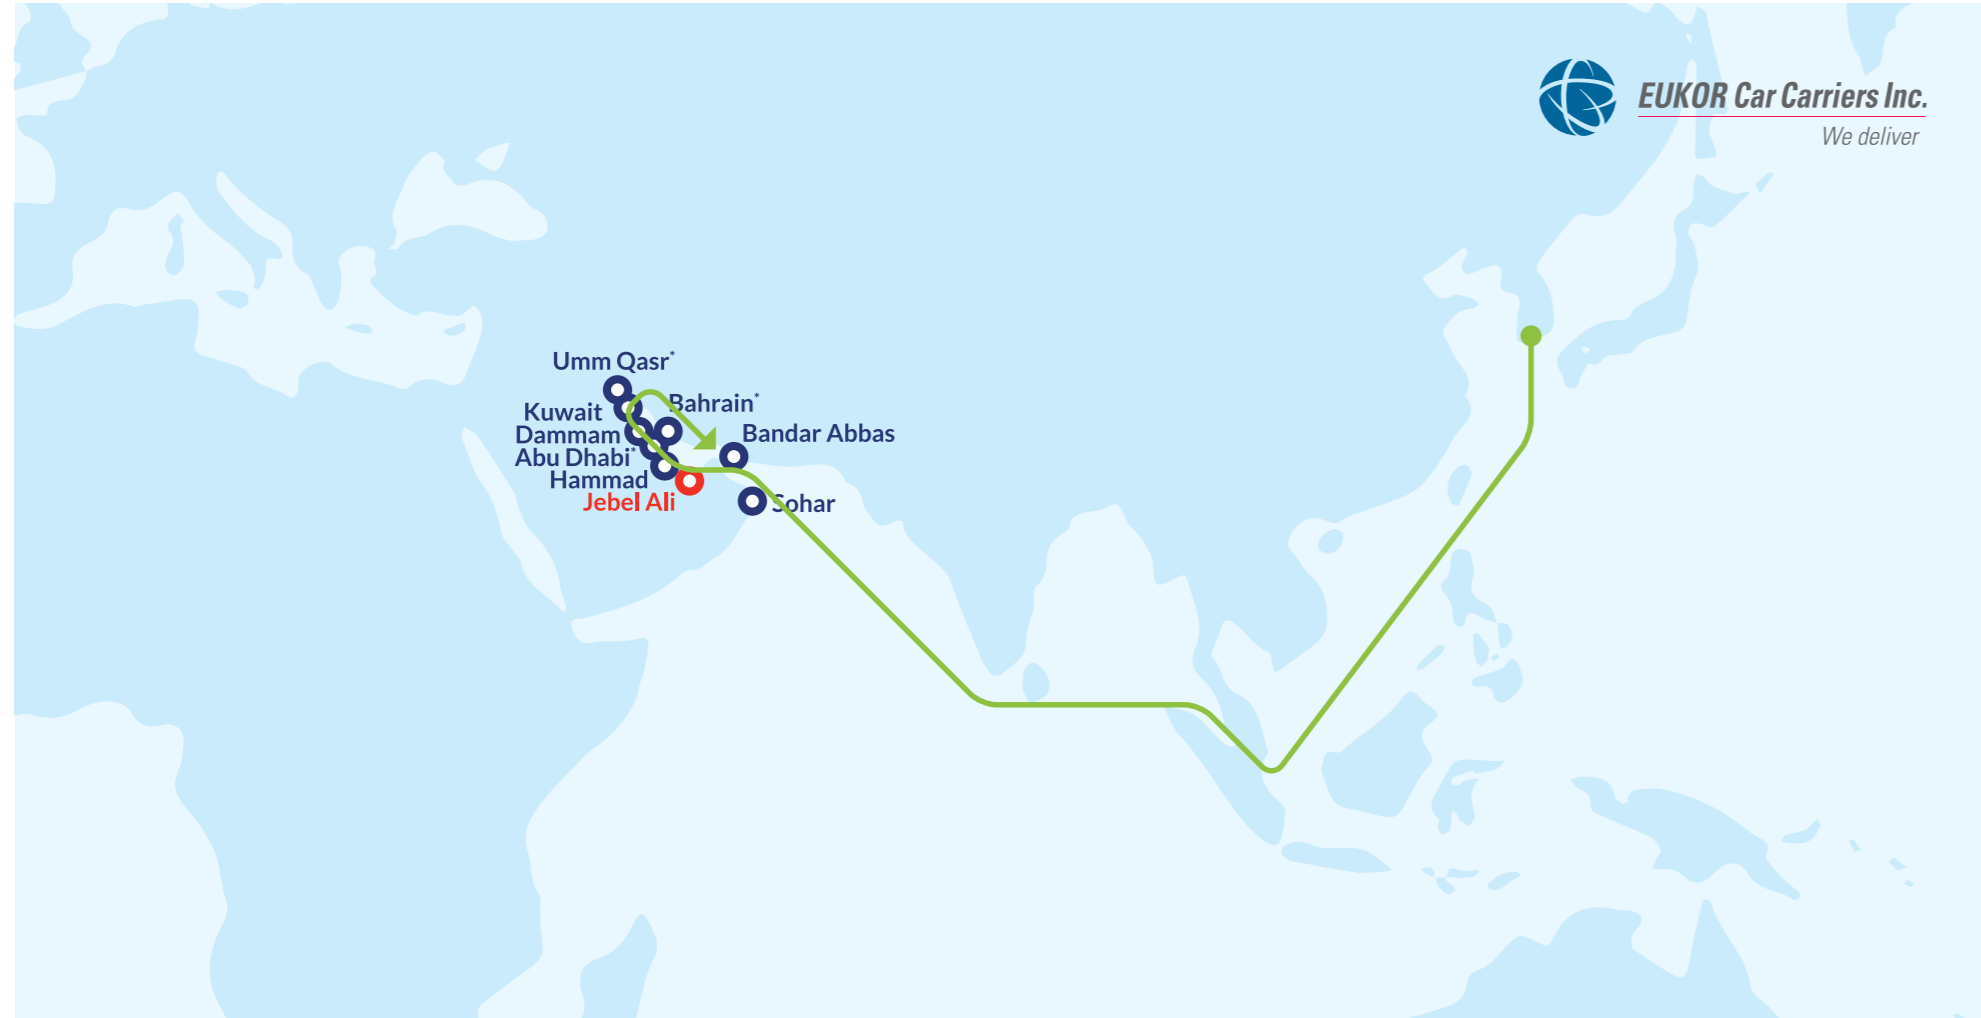 EUKOR Car Carriers Inc.
We deliver
Umm Qasr*
Bahrain*
Kuwait
Dammam
Bandar Abbas
Abu Dhabi*
Hammad
Jebel Ali
Sohar